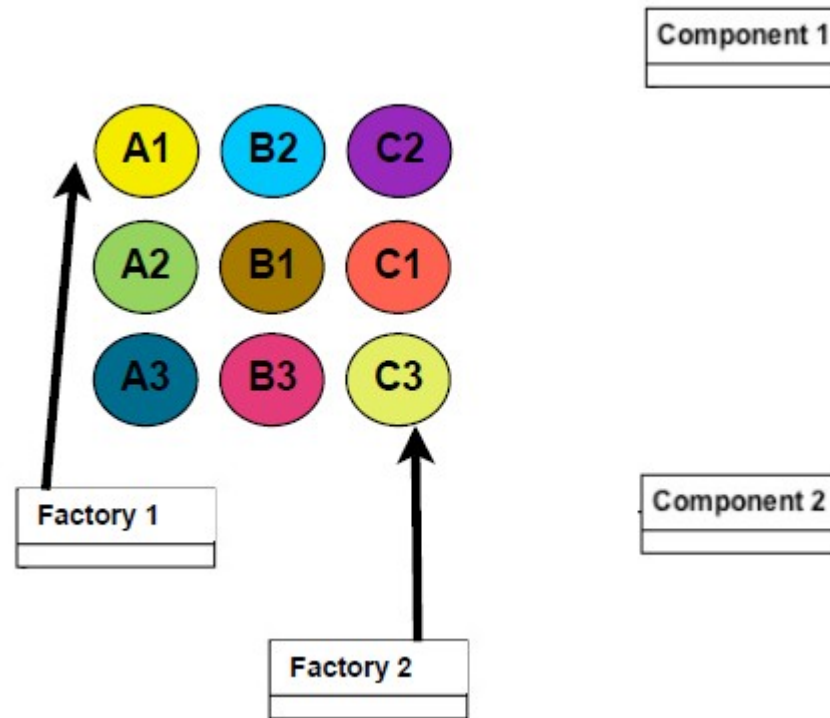 Component 1
A1 B2 C2
A2 B1 C1
A3 B3 C3
Factory 1
Component 2
Factory 2